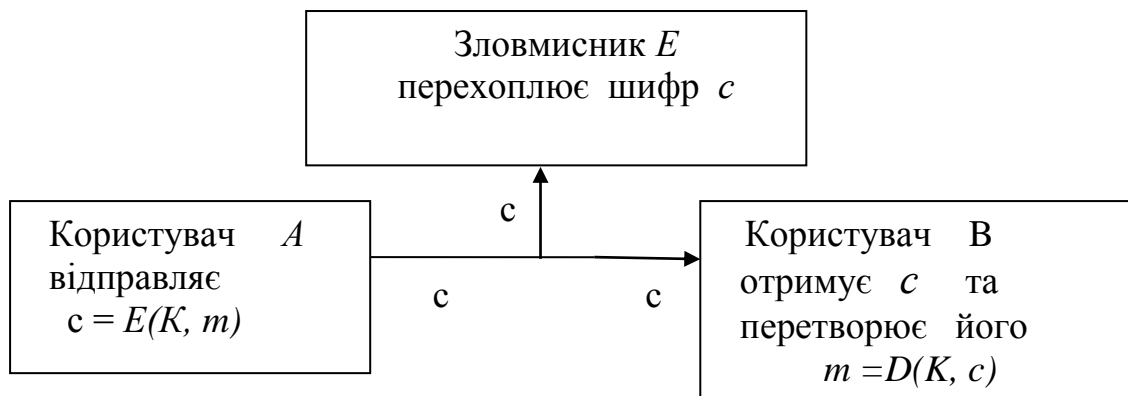 Зловмисник E
перехоплює шифр c
с
Користувач A
відправляє
с = E(К, m)
с
с
Користувач В
отримує c та
перетворює його
m =D(K, c)